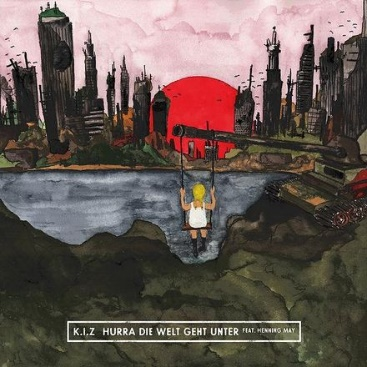 K.I.Z HURRA DIE WELT GEHT UNTER FEAT. HENNING MAY